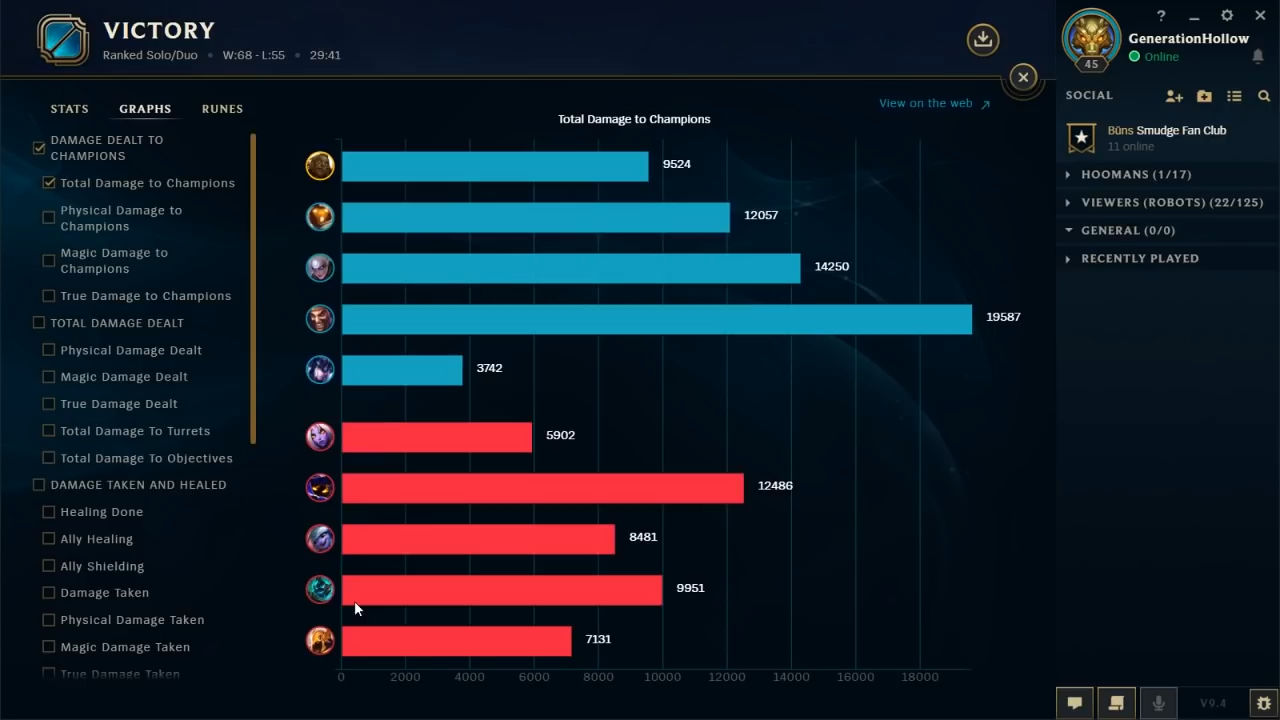 VICTORY
Ranked Solo/Duo • W:68 - L:55 • 29:41
STATS GRAPHS RUNES
View on the web
Total Damage to Champions
DAMAGE DEALT TO
CHAMPIONS
Total Damage to Champions
Physical Damage to
Champions
Magic Damage to
Champions
True Damage to Champions
TOTAL DAMAGE DEALT
Physical Damage Dealt
Magic Damage Dealt
True Damage Dealt
Total Damage To Turrets
Total Damage To Objectives
DAMAGE TAKEN AND HEALED
Healing Done
Ally Healing
Ally Shielding
Damage Taken
Physical Damage Taken
Magic Damage Taken
True Damage Taken
9524
12057
14250
19587
3742
5902
12486
8481
9951
7131
0 2000 4000 6000 8000 10000 12000 14000 16000 18000
?
GenerationHollow
Online
45
SOCIAL
Būns Smudge Fan Club
11 online
HOOMANS (1/17)
VIEWERS (ROBOTS) (22/125)
GENERAL (0/0)
RECENTLY PLAYED
V9.4